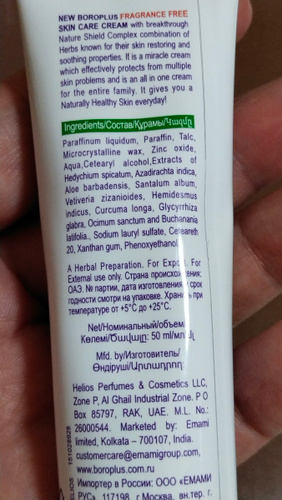 NEW BOROPLUS FRAGRANCE FREE
SKIN CARE CREAM with breakthrough
Nature Shield Complex combination of
Herbs known for their skin restoring and
soothing properties. It is a miracle cream
which effectively protects from multiple
skin problems and is an all in one cream
for the entire family. It gives you a
Naturally Healthy Skin everyday!
Ingredients/Состав/Құрамы/Կազմը
Paraffinum liquidum, Paraffin, Talc,
Microcrystalline wax, Zinc oxide,
Aqua,Cetearyl alcohol,Extracts of
Hedychium spicatum, Azadirachta indica,
Aloe barbadensis, Santalum album,
Vetiveria zizanioides, Hemidesmus
indicus, Curcuma longa, Glycyrrhiza
glabra, Ocimum sanctum and Buchanania
latifolia., Sodium lauryl sulfate, Ceteareth
20, Xanthan gum, Phenoxyethanol.
A Herbal Preparation. For Export. For
External use only. Страна происхождения:
ОАЭ. № партии, дата изготовления и срок
годности смотри на упаковке. Хранить при
температуре от +5°C до +25°C.
Net/Номинальный/объем/
Көлемі/Ծավալը: 50 ml/мл/մլ
Mfd. by/Изготовитель/
Өндіруші/Արտադրող:
Helios Perfumes & Cosmetics LLC,
Zone P, Al Ghail Industrial Zone. P O
Box 85797, RAK, UAE. M.L. No.:
26000544. Marketed by: Emami
limited, Kolkata – 700107, India.
customercare@emamigroup.com,
www.boroplus.com.ru
Импортер в России: ООО «ЕМАМИ
РУС» 117198 г.Москва, вн.тер.